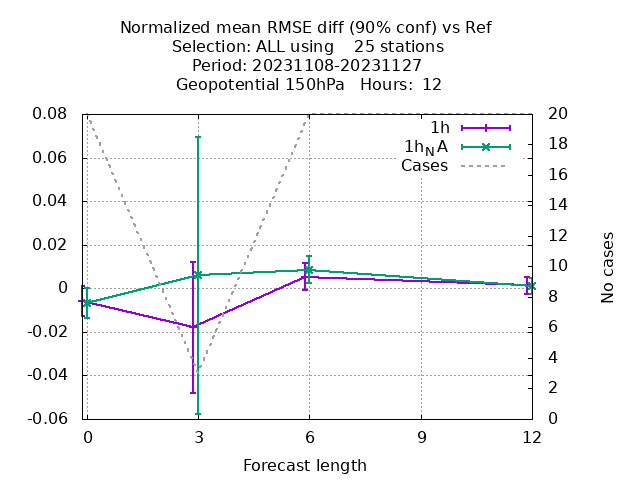 Normalized mean RMSE diff (90% conf) vs Ref
Selection: ALL using    25 stations
Period: 20231108-20231127
Geopotential 150hPa   Hours:  12
1h
1h_NA
Cases
0.08
0.06
0.04
0.02
0
-0.02
-0.04
-0.06
20
18
16
14
12
10
8
6
4
2
0
No cases
0
3
6
9
12
Forecast length